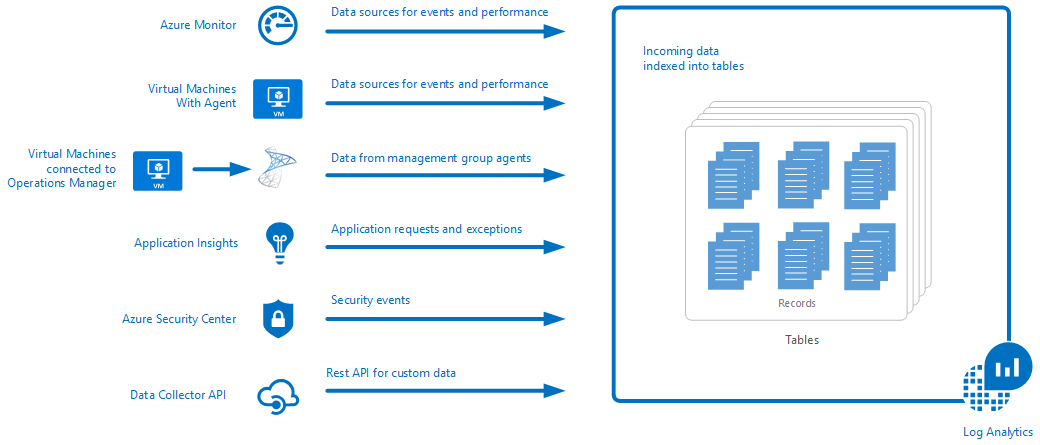 Azure Monitor
Data sources for events and performance
Virtual Machines
With Agent
VM
Data sources for events and performance
Virtual Machines
connected to
Operations Manager
VM
Data from management group agents
Application Insights
Application requests and exceptions
Azure Security Center
Security events
Data Collector API
Rest API for custom data
Incoming data
indexed into tables
Records
Tables
Log Analytics